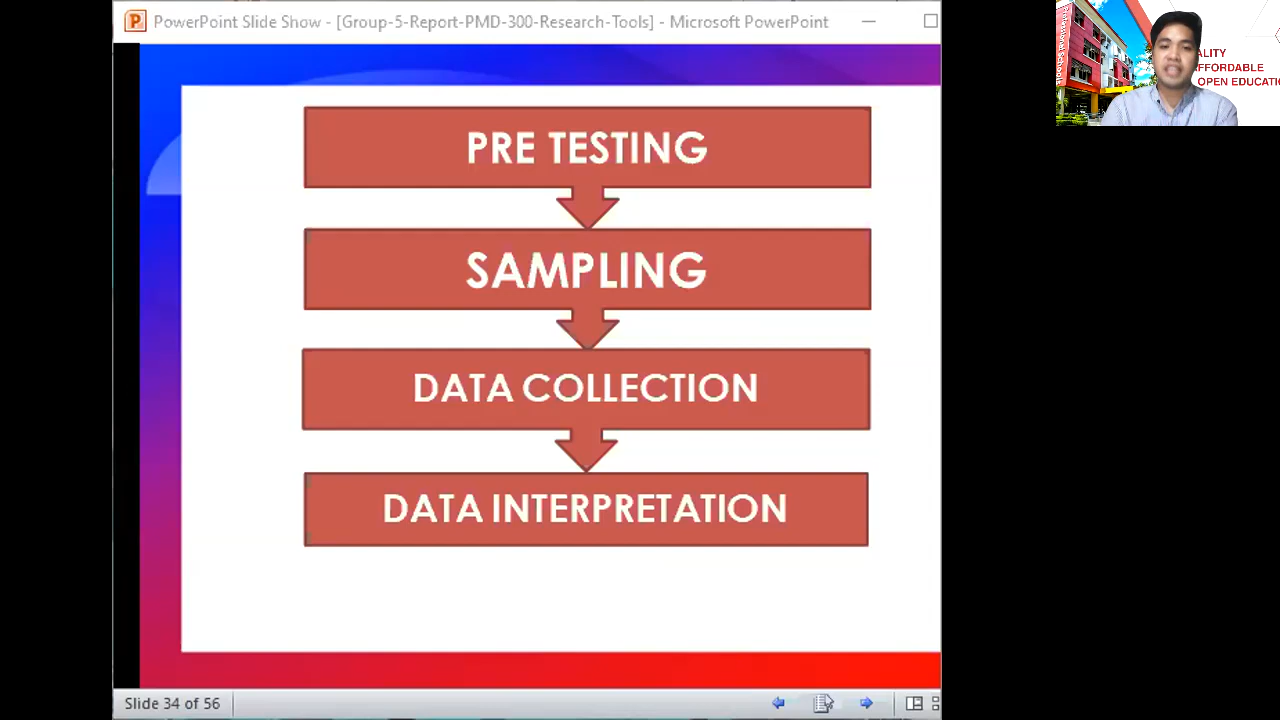 PowerPoint Slide Show - [Group-5-Report-PMD-300-Research-Tools] - Microsoft PowerPoint
PRE TESTING
SAMPLING
DATA COLLECTION
DATA INTERPRETATION
Slide 34 of 56
ALITY
FFORDABLE
OPEN EDUCATI